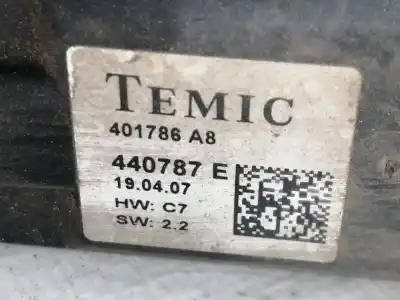 TEMIC
401786 A8
440787 E
19.04.07
HW: C7
SW: 2.2